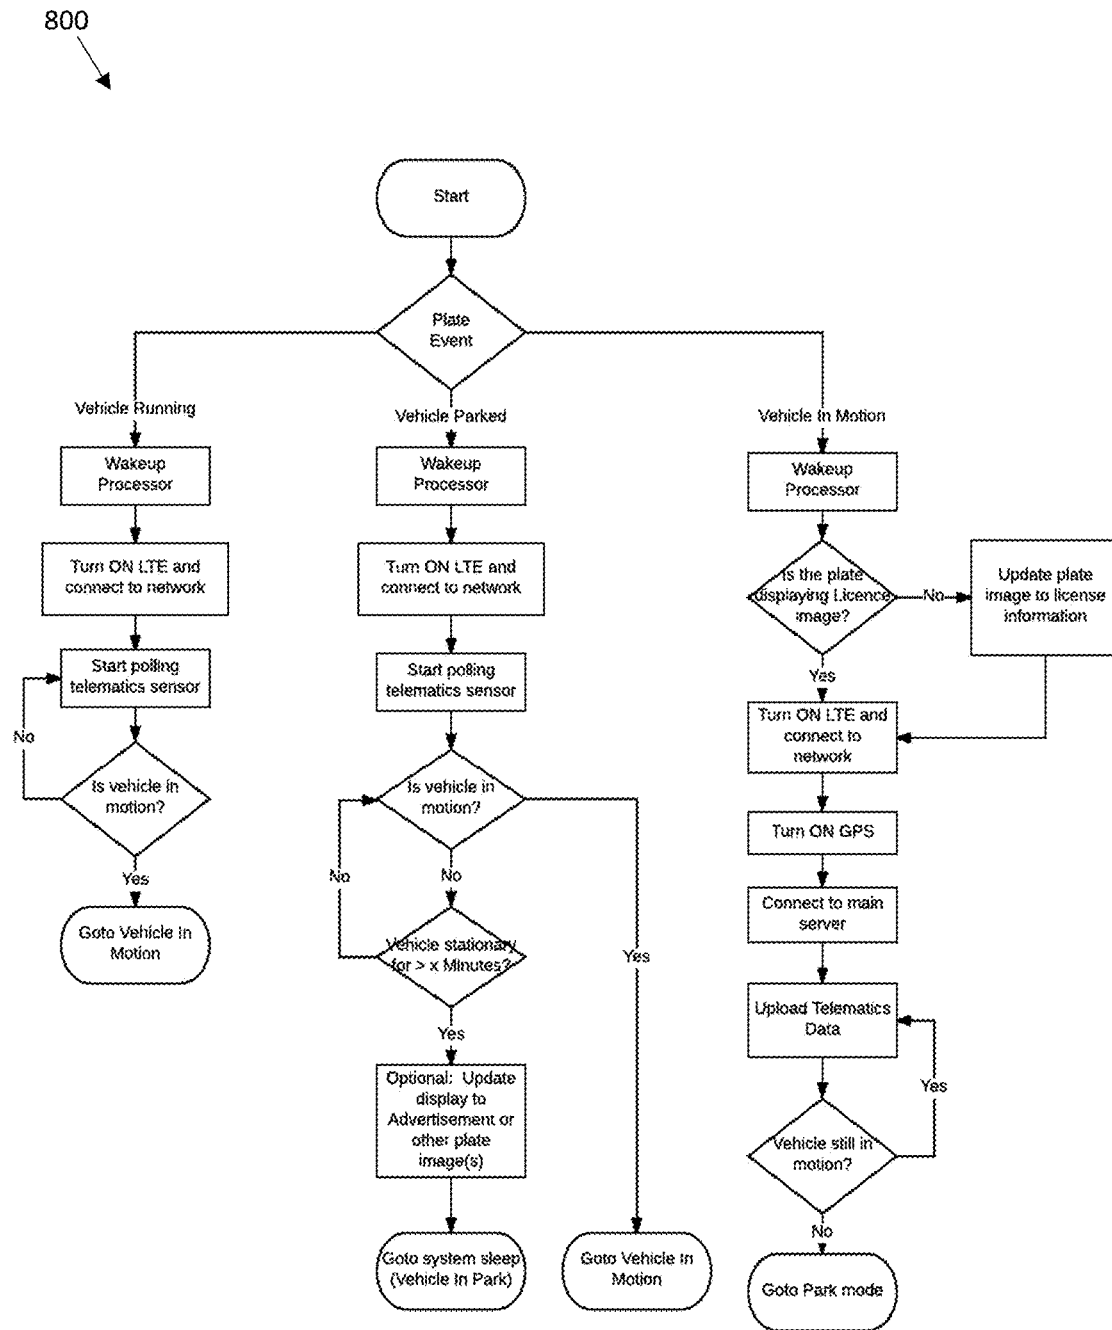 800
Start
Plate
Event
Vehicle Running
Wakeup
Processor
Turn ON LTE and
connect to network
Start polling
telematics sensor
No
Is vehicle in
motion?
Yes
Goto Vehicle In
Motion
Vehicle Parked
Wakeup
Processor
Turn ON LTE and
connect to network
Start polling
telematics sensor
Is vehicle in
motion?
No
No
Vehicle stationary
for > x Minutes?
Yes
Yes
Optional: Update
display to
Advertisement or
other plate
image(s)
Goto system sleep
(Vehicle In Park)
Goto Vehicle In
Motion
Vehicle In Motion
Wakeup
Processor
Is the plate
displaying Licence
image?
No
Update plate
image to license
information
Yes
Turn ON LTE and
connect to
network
Turn ON GPS
Connect to main
server
Upload Telematics
Data
Yes
Vehicle still in
motion?
No
Goto Park mode